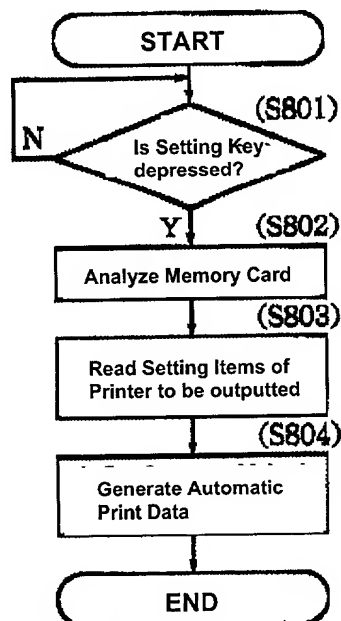 START
(S801)
N
Is Setting Key
depressed?
Y
(S802)
Analyze Memory Card
(S803)
Read Setting Items of
Printer to be outputted
(S804)
Generate Automatic
Print Data
END